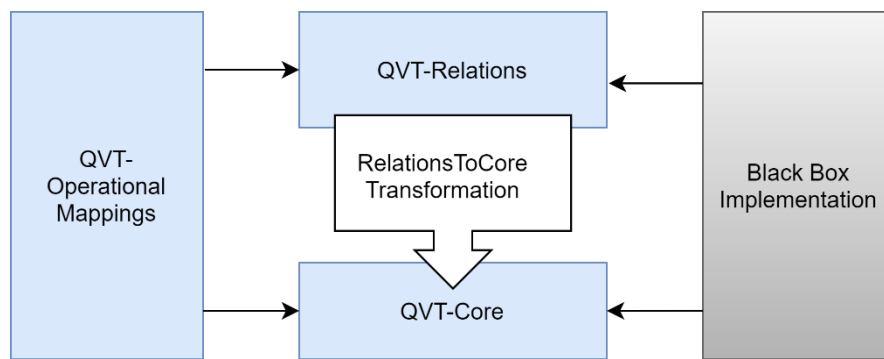 QVT-
Operational
Mappings
QVT-Relations
RelationsToCore
Transformation
QVT-Core
Black Box
Implementation